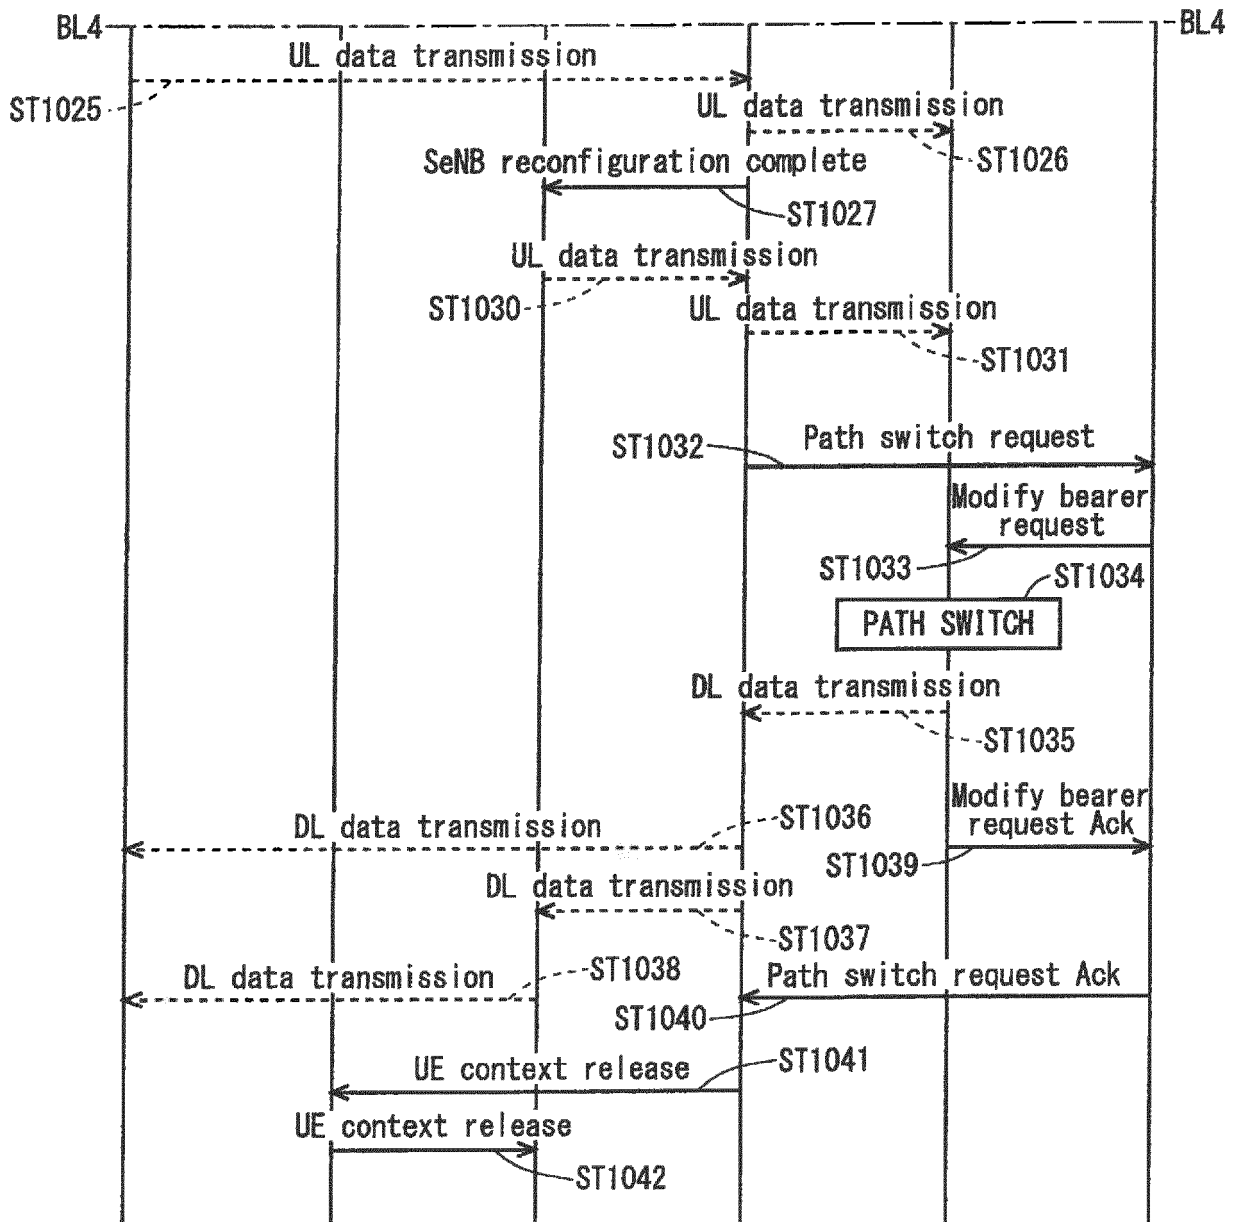 BL4
BL4
UL data transmission
ST1025
UL data transmission
ST1026
SeNB reconfiguration complete
ST1027
UL data transmission
ST1030
UL data transmission
ST1031
Path switch request
ST1032
Modify bearer
request
ST1033
ST1034
PATH SWITCH
DL data transmission
ST1035
Modify bearer
request Ack
ST1036
DL data transmission
ST1039
DL data transmission
ST1037
ST1038
DL data transmission
Path switch request Ack
ST1040
ST1041
UE context release
UE context release
ST1042